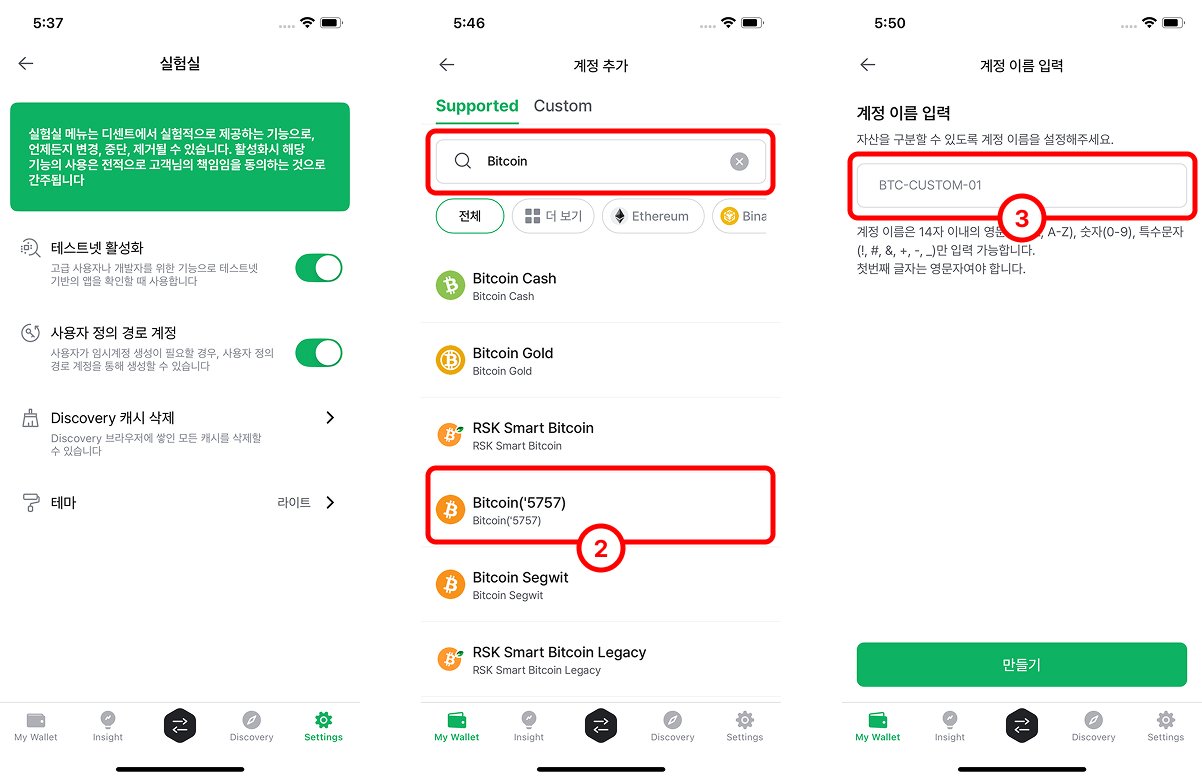 5:37
실험실
실험실 메뉴는 디센트에서 실험적으로 제공하는 기능으로,
언제든지 변경, 중단, 제거될 수 있습니다. 활성화시 해당
기능의 사용은 전적으로 고객님의 책임임을 동의하는 것으로
간주됩니다
테스트넷 활성화
고급 사용자나 개발자를 위한 기능으로 테스트넷
기반의 앱을 확인할 때 사용합니다
사용자 정의 경로 계정
사용자가 임시계정 생성이 필요할 경우, 사용자 정의
경로 계정을 통해 생성할 수 있습니다
Discovery 캐시 삭제
Discovery 브라우저에 쌓인 모든 캐시를 삭제할
수 있습니다
테마
라이트
My Wallet
Insight
Discovery
Settings
5:46
계정 추가
Supported
Custom
Bitcoin
전체
더 보기
Ethereum
Bina
Bitcoin Cash
Bitcoin Cash
Bitcoin Gold
Bitcoin Gold
RSK Smart Bitcoin
RSK Smart Bitcoin
Bitcoin('5757)
Bitcoin('5757)
2
Bitcoin Segwit
Bitcoin Segwit
RSK Smart Bitcoin Legacy
RSK Smart Bitcoin Legacy
My Wallet
Insight
Discovery
Settings
5:50
계정 이름 입력
계정 이름 입력
자산을 구분할 수 있도록 계정 이름을 설정해주세요.
BTC-CUSTOM-01
3
계정 이름은 14자 이내의 영문 A-Z), 숫자(0-9), 특수문자
(!, #, &, +, -, _)만 입력 가능합니다.
첫번째 글자는 영문자여야 합니다.
만들기
My Wallet
Insight
Discovery
Settings